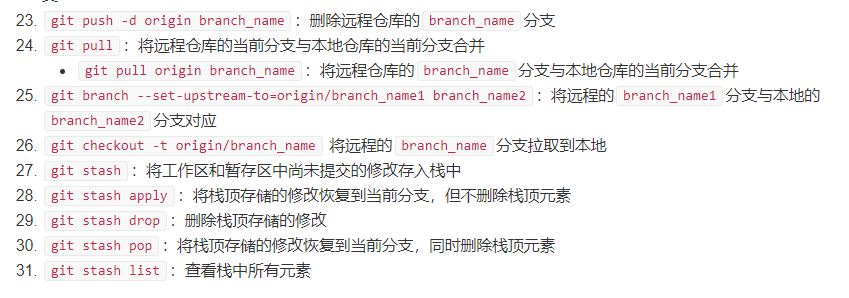 23. git push -d origin branch_name：删除远程仓库的 branch_name 分支
24. git pull：将远程仓库的当前分支与本地仓库的当前分支合并
• git pull origin branch_name：将远程仓库的 branch_name 分支与本地仓库的当前分支合并
25. git branch --set-upstream-to=origin/branch_name1 branch_name2：将远程的 branch_name1 分支与本地的
branch_name2 分支对应
26. git checkout -t origin/branch_name 将远程的 branch_name 分支拉取到本地
27. git stash：将工作区和暂存区中尚未提交的修改存入栈中
28. git stash apply：将栈顶存储的修改恢复到当前分支，但不删除栈顶元素
29. git stash drop：删除栈顶存储的修改
30. git stash pop：将栈顶存储的修改恢复到当前分支，同时删除栈顶元素
31. git stash list：查看栈中所有元素